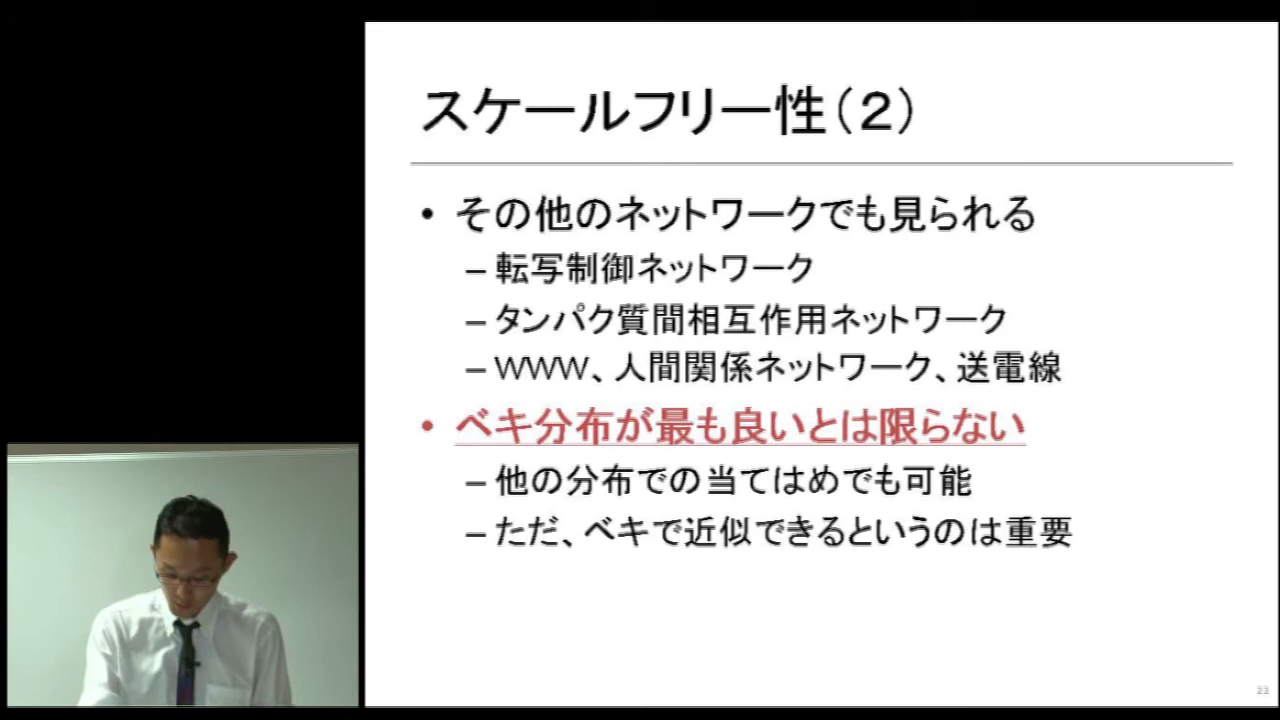 スケールフリー性（２）
• その他のネットワークでも見られる
– 転写制御ネットワーク
– タンパク質間相互作用ネットワーク
– WWW、人間関係ネットワーク、送電線
• ベキ分布が最も良いとは限らない
– 他の分布での当てはめでも可能
– ただ、ベキで近似できるというのは重要
22